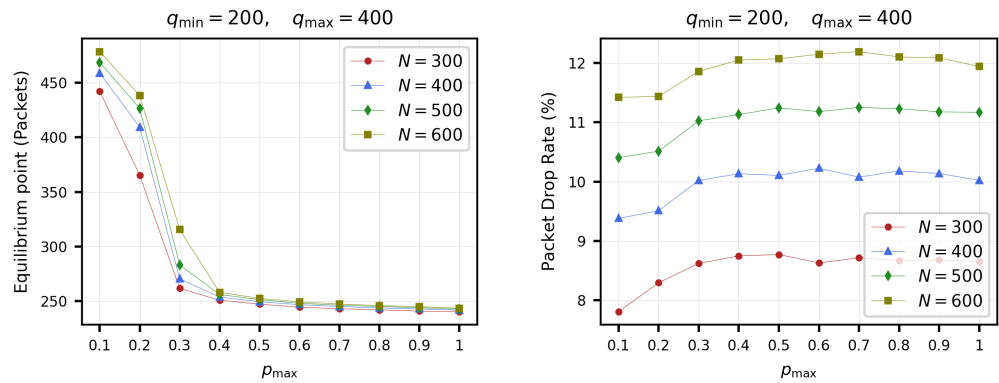 q_min = 200, q_max = 400
Equilibrium point (Packets)
450
400
350
300
250
N = 300
N = 400
N = 500
N = 600
0.1 0.2 0.3 0.4 0.5 0.6 0.7 0.8 0.9 1
p_max
q_min = 200, q_max = 400
Packet Drop Rate (%)
12
11
10
9
8
N = 300
N = 400
N = 500
N = 600
0.1 0.2 0.3 0.4 0.5 0.6 0.7 0.8 0.9 1
p_max